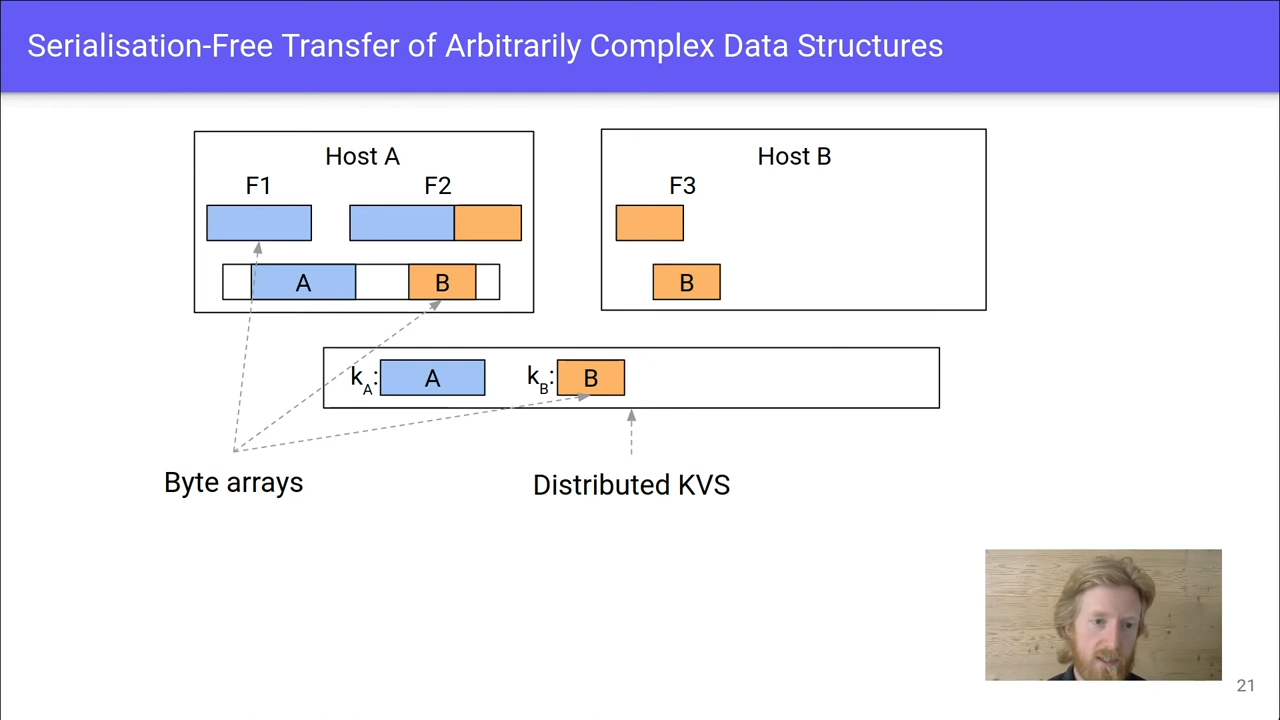 Serialisation-Free Transfer of Arbitrarily Complex Data Structures
Host A
Host B
F1
F2
F3
A
B
B
kA:
A
kB:
B
Byte arrays
Distributed KVS
21